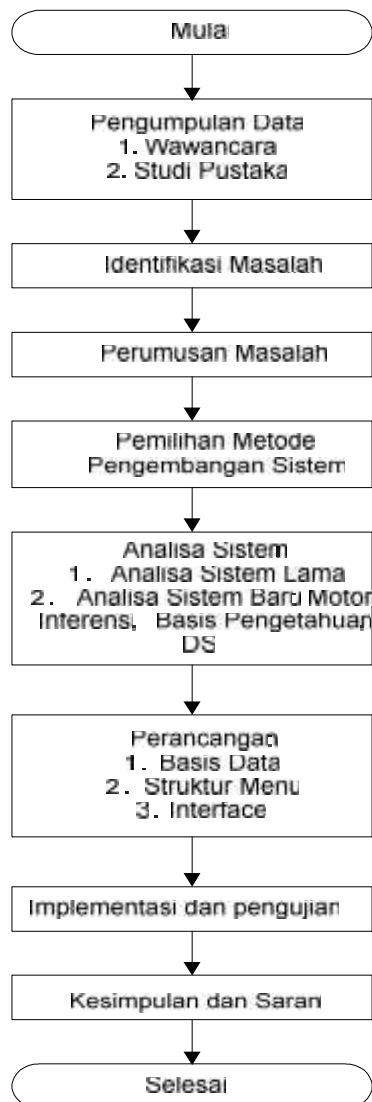 Mulai
Pengumpulan Data
1. Wawancara
2. Studi Pustaka
Identifikasi Masalah
Perumusan Masalah
Pemilihan Metode
Pengembangan Sistem
Analisa Sistem
1. Analisa Sistem Lama
2. Analisa Sistem Baru Motor
Inferensi, Basis Pengetahuan
DS
Perancangan
1. Basis Data
2. Struktur Menu
3. Interface
Implementasi dan pengujian
Kesimpulan dan Saran
Selesai